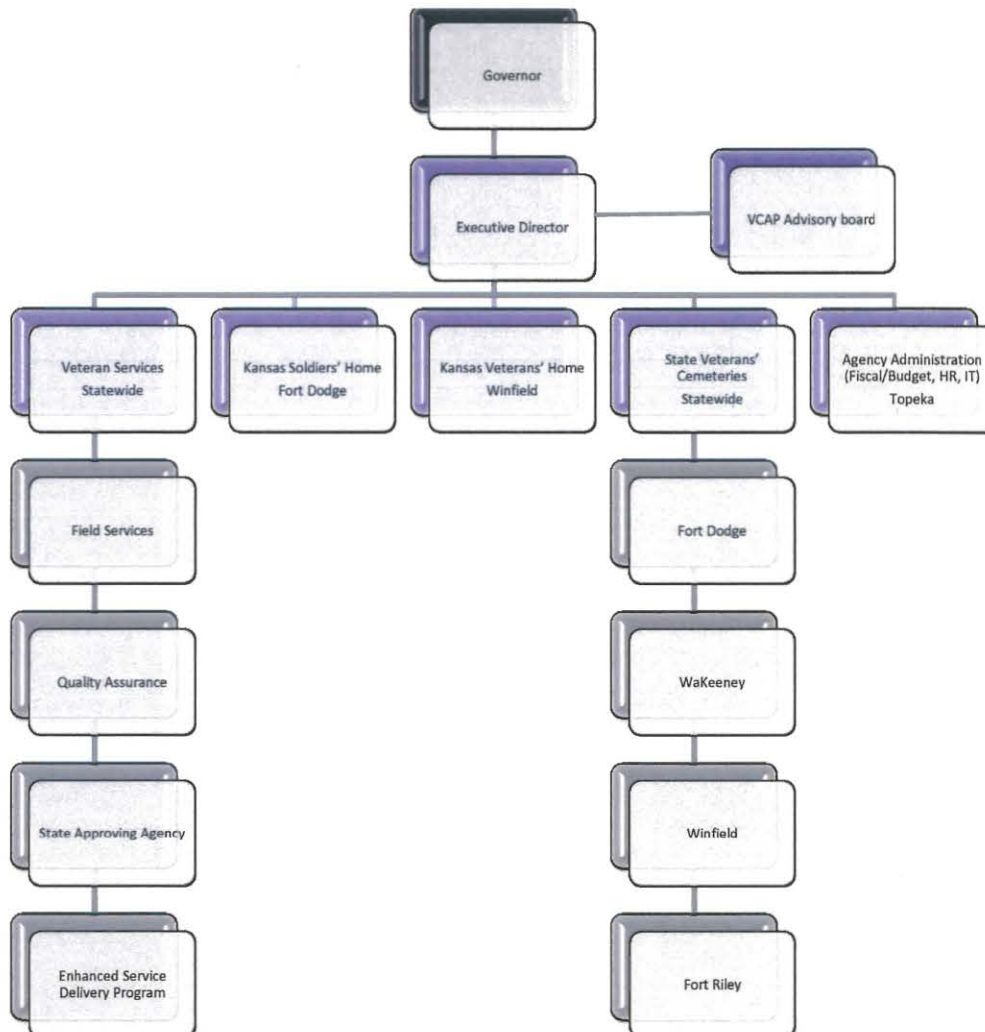 Governor
Executive Director
VCAP Advisory board
Veteran Services
Statewide
Kansas Soldiers' Home
Fort Dodge
Kansas Veterans' Home
Winfield
State Veterans'
Cemeteries
Statewide
Agency Administration
(Fiscal/Budget, HR, IT)
Topeka
Field Services
Fort Dodge
Quality Assurance
WaKeeney
State Approving Agency
Winfield
Enhanced Service
Delivery Program
Fort Riley